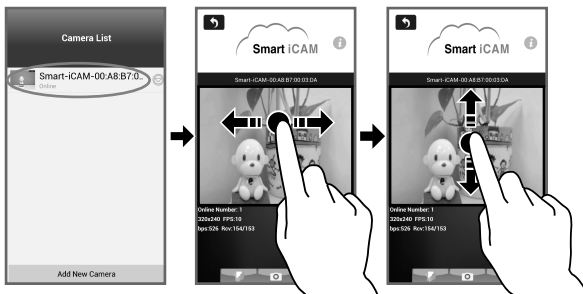 Camera List
Smart-iCAM-00:A8:B7:0..
Online
Add New Camera
Smart iCAM
Smart-iCAM-00:A8:B7:00:03:DA
Online Number: 1
320x240 FPS:10
bps:526 Rcv:154/153
Smart iCAM
Smart-iCAM-00:A8:B7:00:03:DA
Online Number: 1
320x240 FPS:10
bps:526 Rcv:154/153